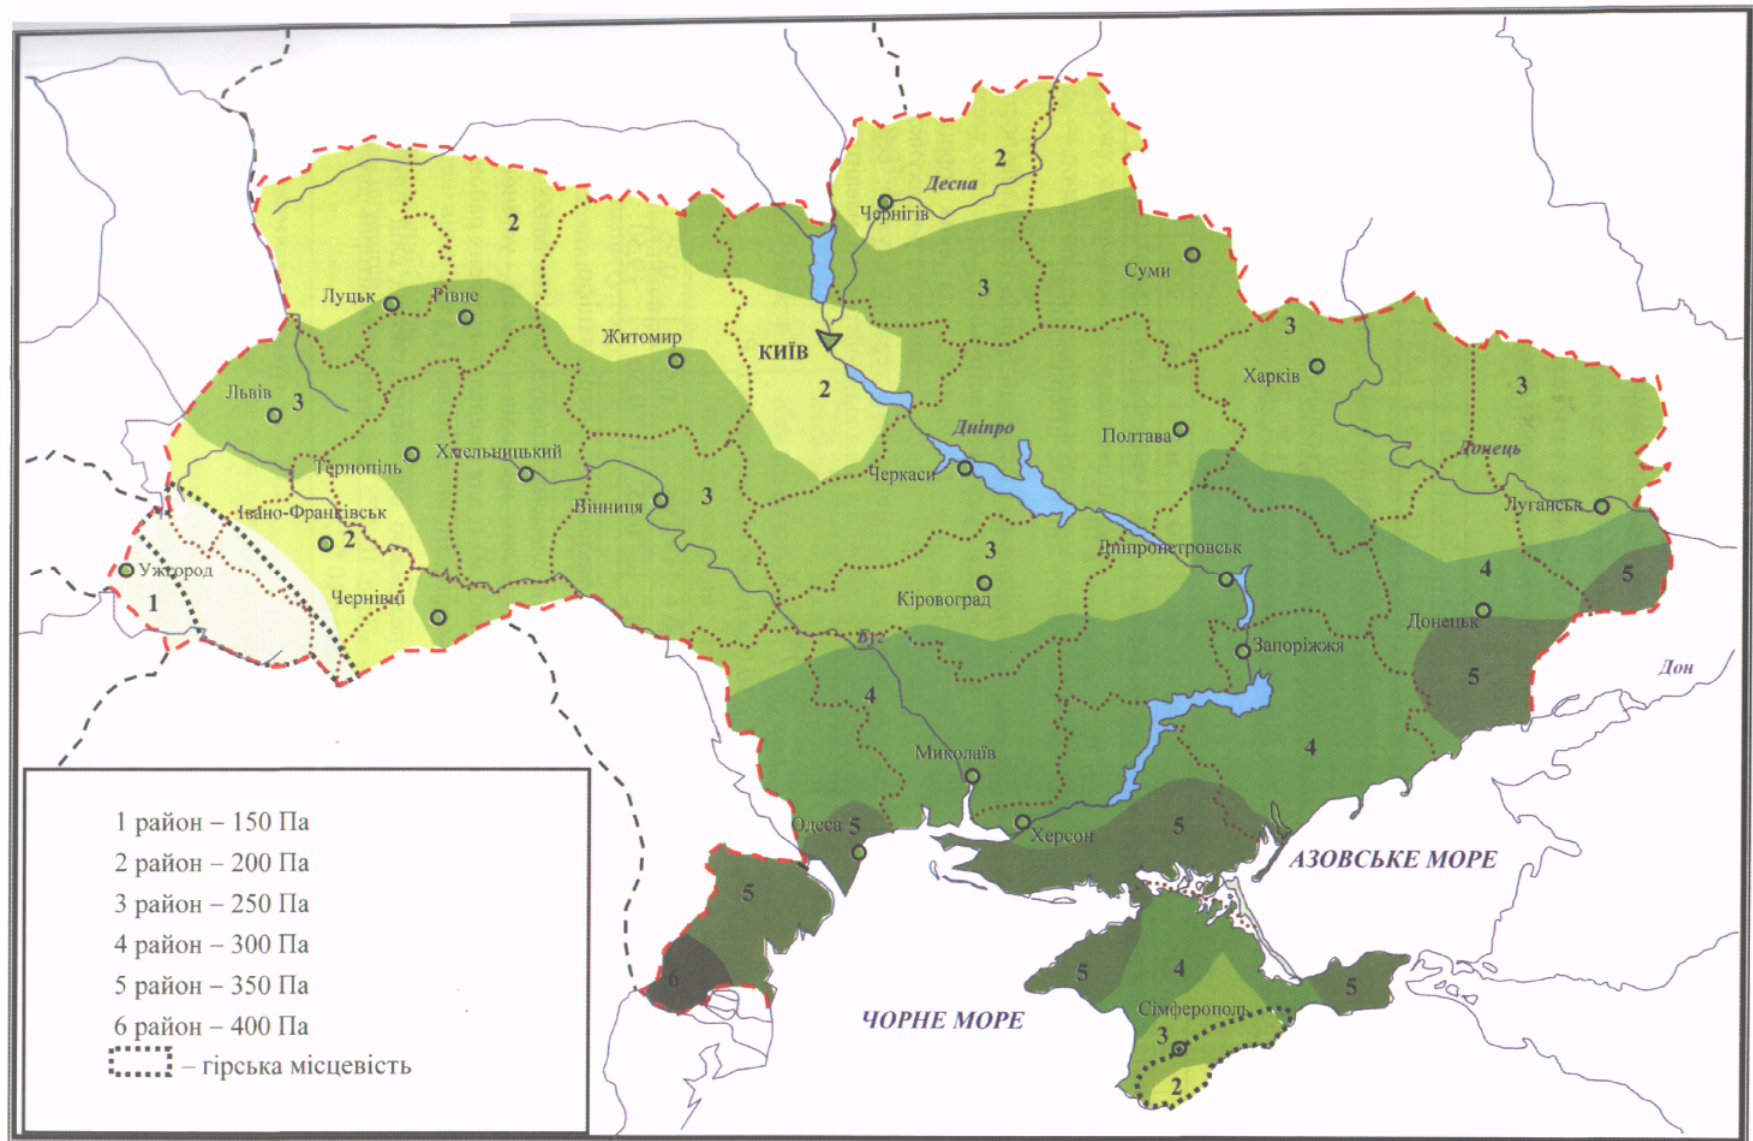 2
Десна
Чернігів
2
Суми
3
Луцьк
Рівне
3
Житомир
КИЇВ
Харків
3
2
Львів
3
Дніпро
Полтава
Донець
Хмельницький
Тернопіль
Черкаси
3
Вінниця
Луганськ
Івано-Франківськ
2
3
Дніпропетровськ
4
5
Ужгород
1
Чернівці
Кіровоград
Донецьк
Буг
Запоріжжя
5
Дон
4
Миколаїв
4
Одеса
5
Херсон
5
АЗОВСЬКЕ МОРЕ
5
6
5
4
5
ЧОРНЕ МОРЕ
Сімферополь
3
2
1 район – 150 Па
2 район – 200 Па
3 район – 250 Па
4 район – 300 Па
5 район – 350 Па
6 район – 400 Па
– гірська місцевість